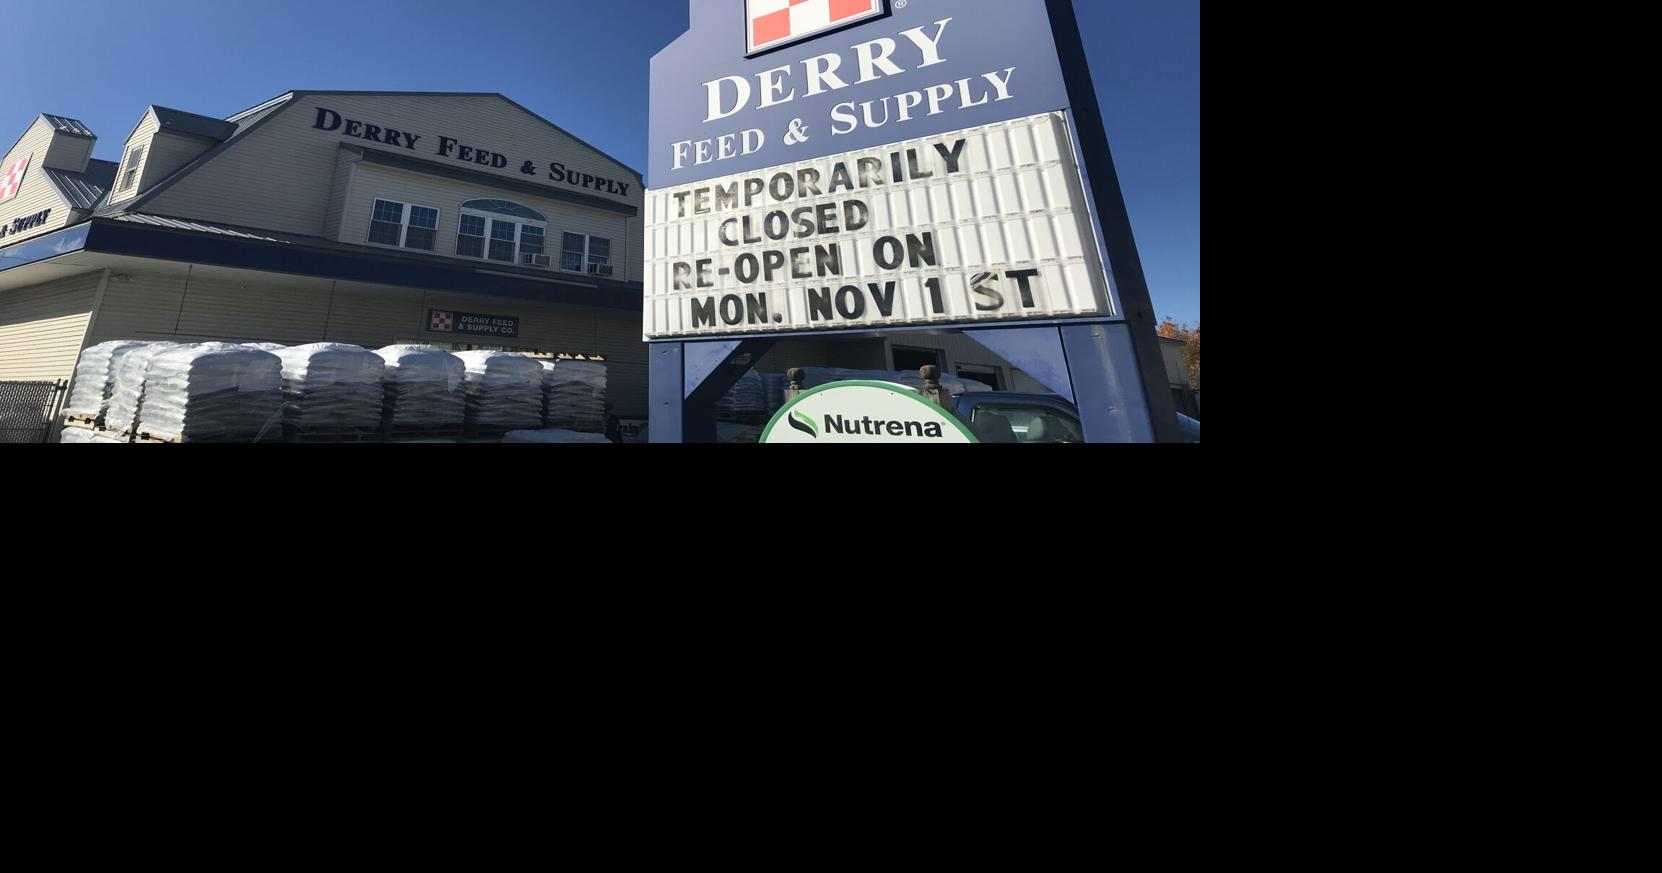 DERRY FEED & SUPPLY
& SUPPLY
DERRY FEED
& SUPPLY CO.
®
DERRY
FEED & SUPPLY
TEMPORARILY
CLOSED
RE-OPEN ON
MON. NOV 1 ST
Nutrena